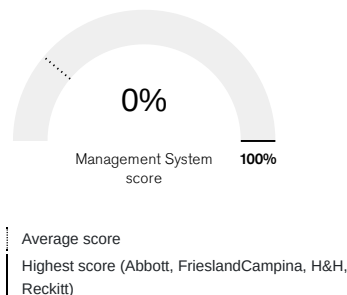 0%
Management System
score
100%
Average score
Highest score (Abbott, FrieslandCampina, H&H,
Reckitt)